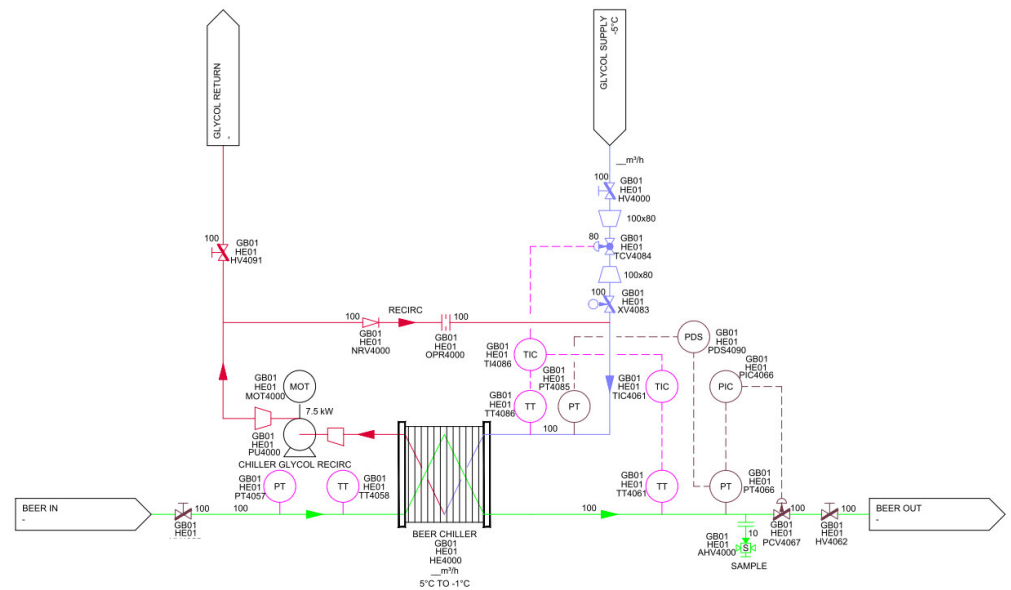 GLYCOL RETURN
-
GLYCOL SUPPLY
-5°C
__m³/h
100
GB01
HE01
HV4000
100x80
80
GB01
HE01
TCV4084
100x80
100
GB01
HE01
XV4083
100
GB01
HE01
HV4091
100
RECIRC
100
GB01
HE01
NRV4000
GB01
HE01
OPR4000
GB01
HE01
TI4086
TIC
GB01
HE01
PT4085
PT
GB01
HE01
TT4086
TT
100
PDS
GB01
HE01
PDS4090
GB01
HE01
TIC4061
TIC
PIC
GB01
HE01
PIC4066
GB01
HE01
MOT4000
MOT
7.5 kW
GB01
HE01
PU4000
CHILLER GLYCOL RECIRC
GB01
HE01
PT4057
PT
TT
GB01
HE01
TT4058
GB01
HE01
TT4061
TT
PT
GB01
HE01
PT4066
BEER IN
-
100
GB01
HE01
100
100
100
GB01
HE01
PCV4067
100
GB01
HE01
HV4062
BEER OUT
-
10
GB01
HE01
AHV4000
S
SAMPLE
BEER CHILLER
GB01
HE01
HE4000
__m³/h
5°C TO -1°C